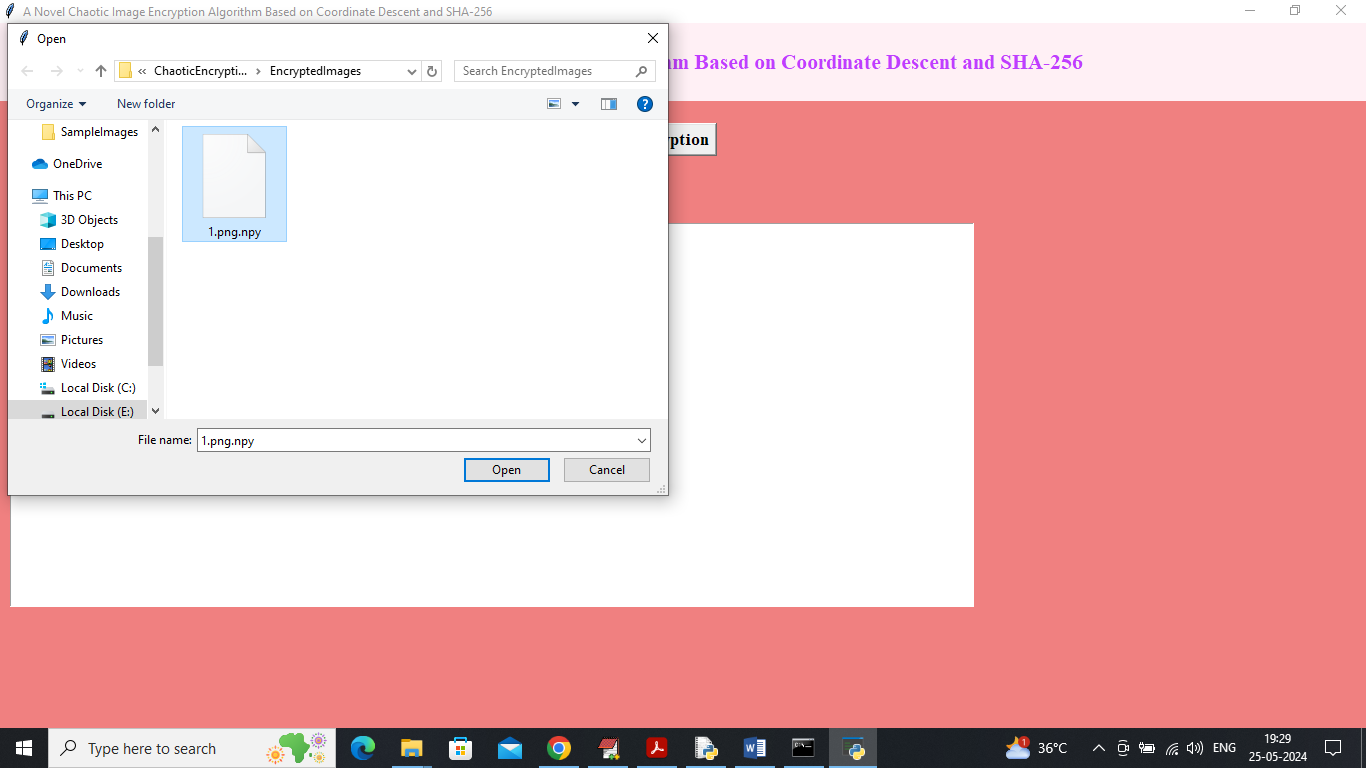 A Novel Chaotic Image Encryption Algorithm Based on Coordinate Descent and SHA-256
Open
« ChaoticEncrypti... › EncryptedImages
Search EncryptedImages
m Based on Coordinate Descent and SHA-256
Organize
New folder
SampleImages
OneDrive
This PC
3D Objects
Desktop
Documents
Downloads
Music
Pictures
Videos
Local Disk (C:)
Local Disk (E:)
1.png.npy
ption
File name: 1.png.npy
Open
Cancel
Type here to search
36°C
ENG
19:29
25-05-2024